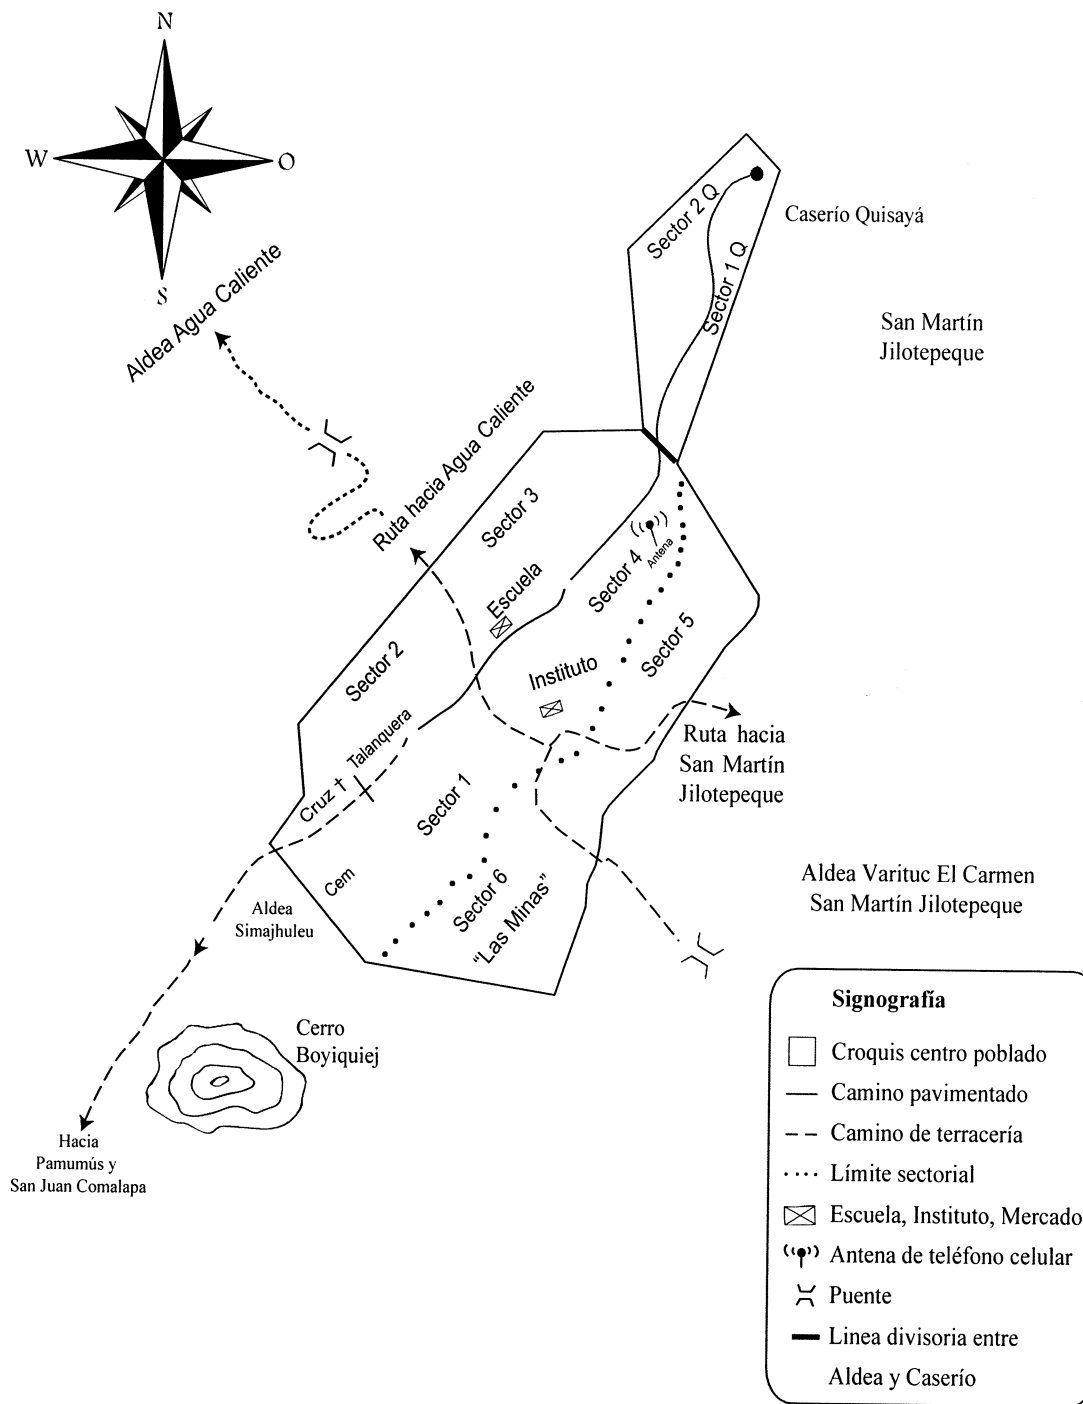 N
W
O
S
Aldea Agua Caliente
Ruta hacia Agua Caliente
Sector 2 Q
Sector 1 Q
Caserío Quisayá
San Martín
Jilotepeque
Sector 3
Escuela
Sector 4
Antena
Sector 5
Sector 2
Instituto
Talanquera
Cruz
Sector 1
Cem
Sector 6
“Las Minas”
Ruta hacia
San Martín
Jilotepeque
Aldea Varituc El Carmen
San Martín Jilotepeque
Aldea
Simajhuleu
Cerro
Boyiquiej
Hacia
Pamumús y
San Juan Comalapa
Signografía
Croquis centro poblado
Camino pavimentado
Camino de terracería
Límite sectorial
Escuela, Instituto, Mercado
Antena de teléfono celular
Puente
Linea divisoria entre
Aldea y Caserío